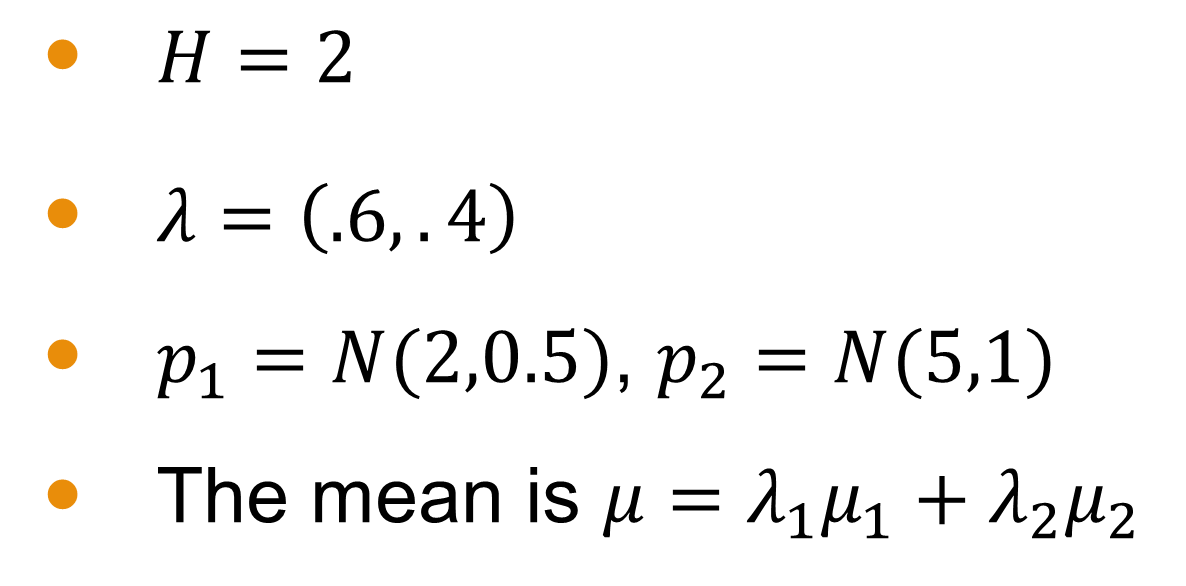 • H = 2
• λ = (.6, . 4)
• p₁ = N(2,0.5), p₂ = N(5,1)
• The mean is μ = λ₁μ₁ + λ₂μ₂